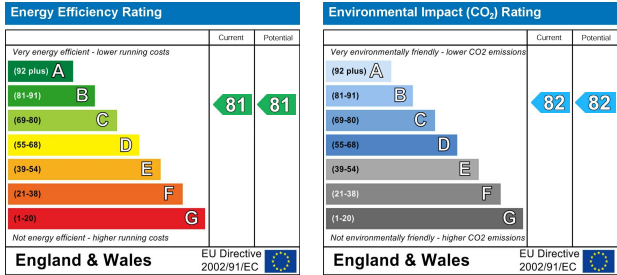 Energy Efficiency Rating
Current Potential
Very energy efficient - lower running costs
(92 plus) A
(81-91) B
81 81
(69-80) C
(55-68) D
(39-54) E
(21-38) F
(1-20) G
Not energy efficient - higher running costs
England & Wales
EU Directive
2002/91/EC
Environmental Impact (CO₂) Rating
Current Potential
Very environmentally friendly - lower CO2 emissions
(92 plus) A
(81-91) B
82 82
(69-80) C
(55-68) D
(39-54) E
(21-38) F
(1-20) G
Not environmentally friendly - higher CO2 emissions
England & Wales
EU Directive
2002/91/EC